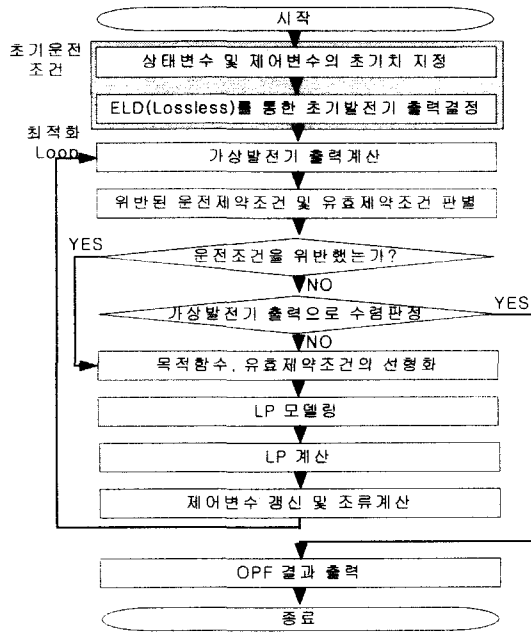 시작
초기운전
조건
상태변수 및 제어변수의 초기치 지정
ELD(Lossless)를 통한 초기발전기 출력결정
최적화
Loop
가상발전기 출력계산
위반된 운전제약조건 및 유효제약조건 판별
YES
운전조건을 위반했는가?
NO
YES
가상발전기 출력으로 수렴판정
NO
목적함수, 유효제약조건의 선형화
LP 모델링
LP 계산
제어변수 갱신 및 조류계산
OPF 결과 출력
종료